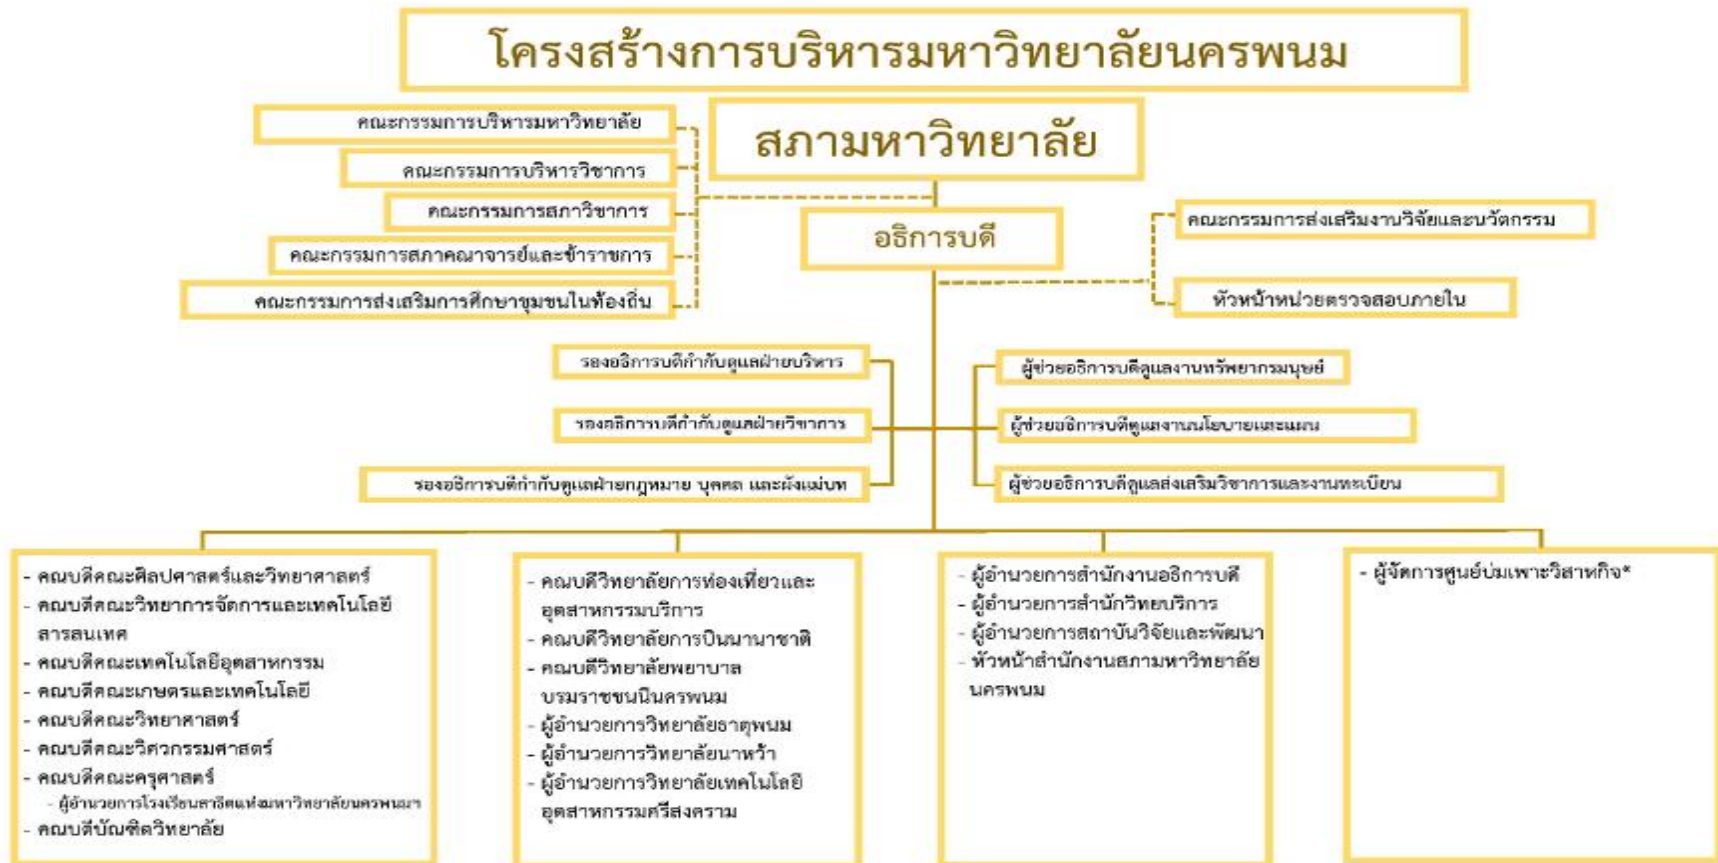 โครงสร้างการบริหารมหาวิทยาลัยนครพนม
สภามหาวิทยาลัย
อธิการบดี
คณะกรรมการบริหารมหาวิทยาลัย
คณะกรรมการบริหารวิชาการ
คณะกรรมการสภาวิชาการ
คณะกรรมการสภาคณาจารย์และข้าราชการ
คณะกรรมการส่งเสริมการศึกษาชุมชนในท้องถิ่น
คณะกรรมการส่งเสริมงานวิจัยและนวัตกรรม
หัวหน้าหน่วยตรวจสอบภายใน
รองอธิการบดีกำกับดูแลฝ่ายบริหาร
รองอธิการบดีกำกับดูแลฝ่ายวิชาการ
รองอธิการบดีกำกับดูแลฝ่ายกฎหมาย บุคคล และผังแม่บท
ผู้ช่วยอธิการบดีดูแลงานทรัพยากรมนุษย์
ผู้ช่วยอธิการบดีดูแลงานนโยบายและแผน
ผู้ช่วยอธิการบดีดูแลส่งเสริมวิชาการและงานทะเบียน
- คณบดีคณะศิลปศาสตร์และวิทยาศาสตร์
- คณบดีคณะวิทยาการจัดการและเทคโนโลยี
สารสนเทศ
- คณบดีคณะเทคโนโลยีอุตสาหกรรม
- คณบดีคณะเกษตรและเทคโนโลยี
- คณบดีคณะวิทยาศาสตร์
- คณบดีคณะวิศวกรรมศาสตร์
- คณบดีคณะครุศาสตร์
- ผู้อำนวยการโรงเรียนสาธิตแห่งมหาวิทยาลัยนครพนมฯ
- คณบดีบัณฑิตวิทยาลัย
- คณบดีวิทยาลัยการท่องเที่ยวและ
อุตสาหกรรมบริการ
- คณบดีวิทยาลัยการบินนานาชาติ
- คณบดีวิทยาลัยพยาบาล
บรมราชชนนีนครพนม
- ผู้อำนวยการวิทยาลัยธาตุพนม
- ผู้อำนวยการวิทยาลัยนาหว้า
- ผู้อำนวยการวิทยาลัยเทคโนโลยี
อุตสาหกรรมศรีสงคราม
- ผู้อำนวยการสำนักงานอธิการบดี
- ผู้อำนวยการสำนักวิทยบริการ
- ผู้อำนวยการสถาบันวิจัยและพัฒนา
- หัวหน้าสำนักงานสภามหาวิทยาลัย
นครพนม
- ผู้จัดการศูนย์บ่มเพาะวิสาหกิจ*